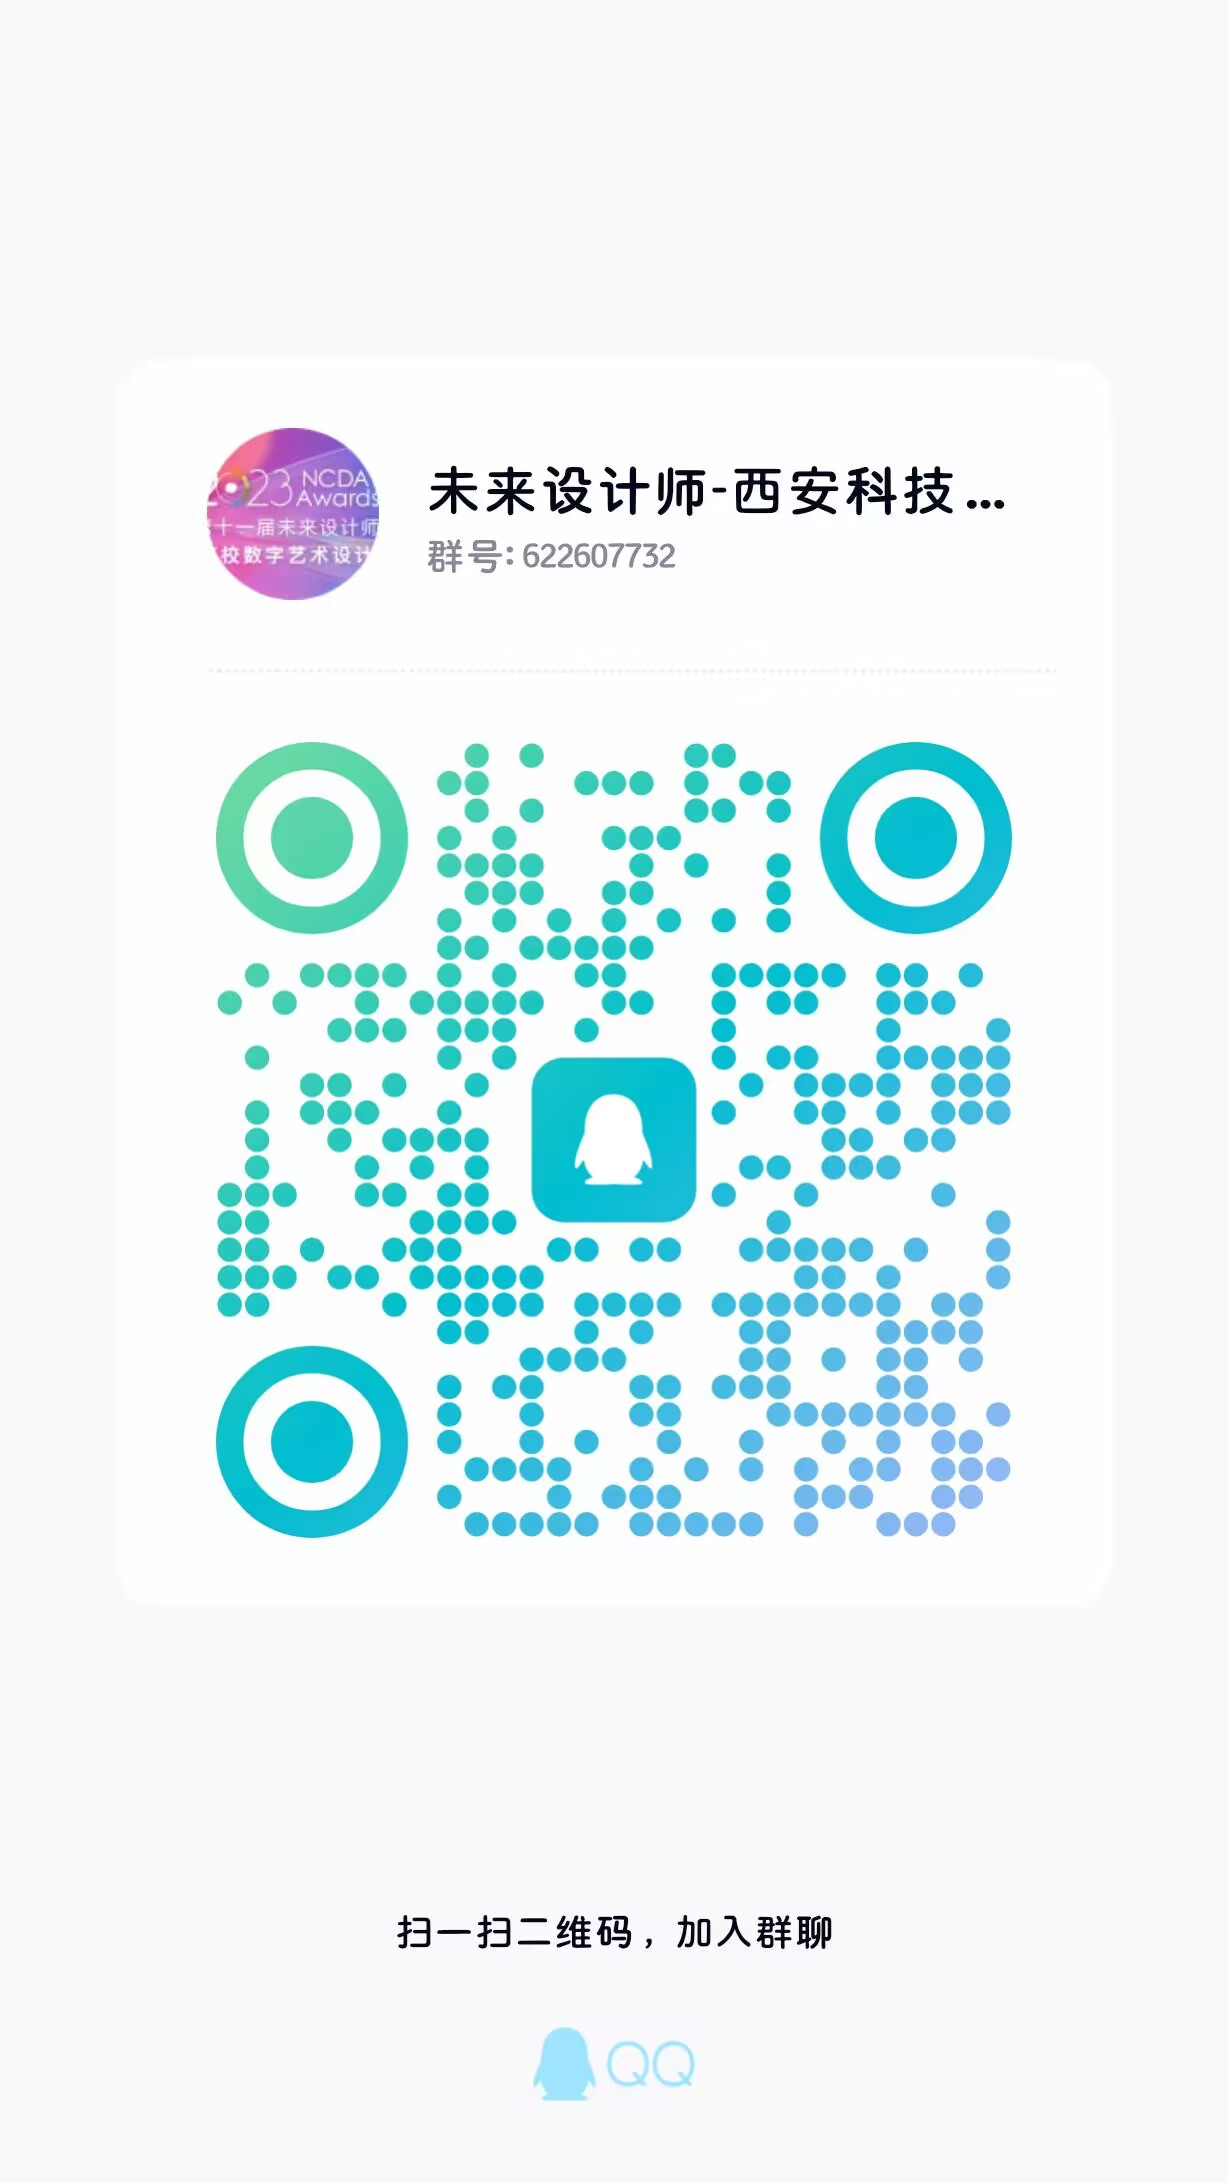 2023 NCDA
Awards
十一届未来设计师
校数字艺术设计
未来设计师-西安科技...
群号:622607732
扫一扫二维码，加入群聊
QQ